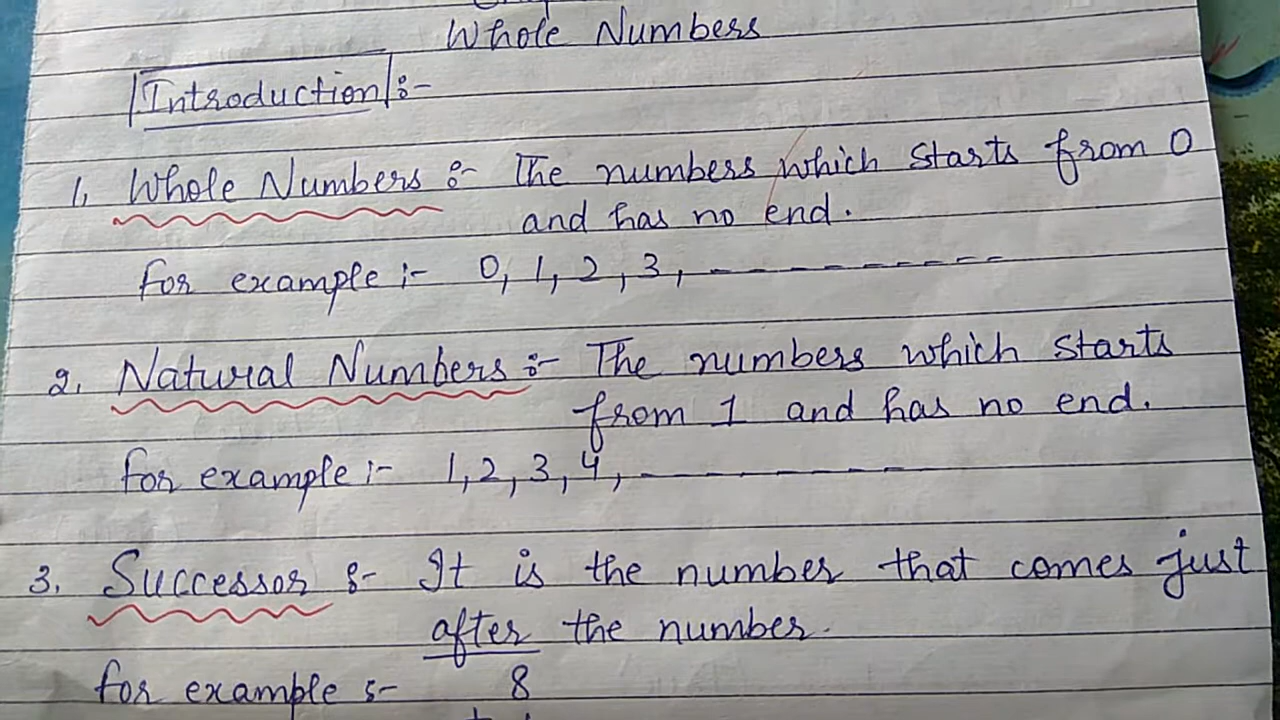 Whole Numbers
Introduction :-
1, Whole Numbers :- The numbers which starts from 0
and has no end.
for example :- 0, 1, 2, 3, ----------
2. Natural Numbers :- The numbers which starts
from 1 and has no end.
for example :- 1, 2, 3, 4, --------
3. Successor :- It is the number that comes just
after the number.
for example :- 8